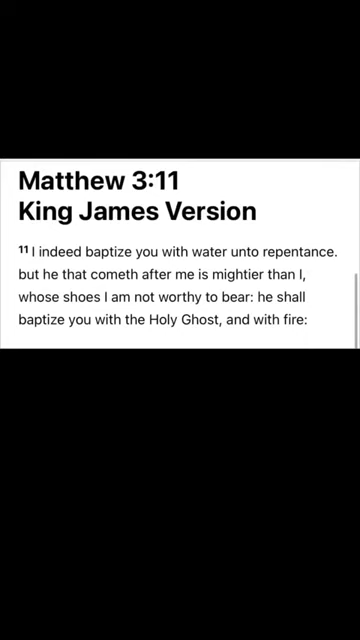 Matthew 3:11
King James Version
11 I indeed baptize you with water unto repentance.
but he that cometh after me is mightier than I,
whose shoes I am not worthy to bear: he shall
baptize you with the Holy Ghost, and with fire: